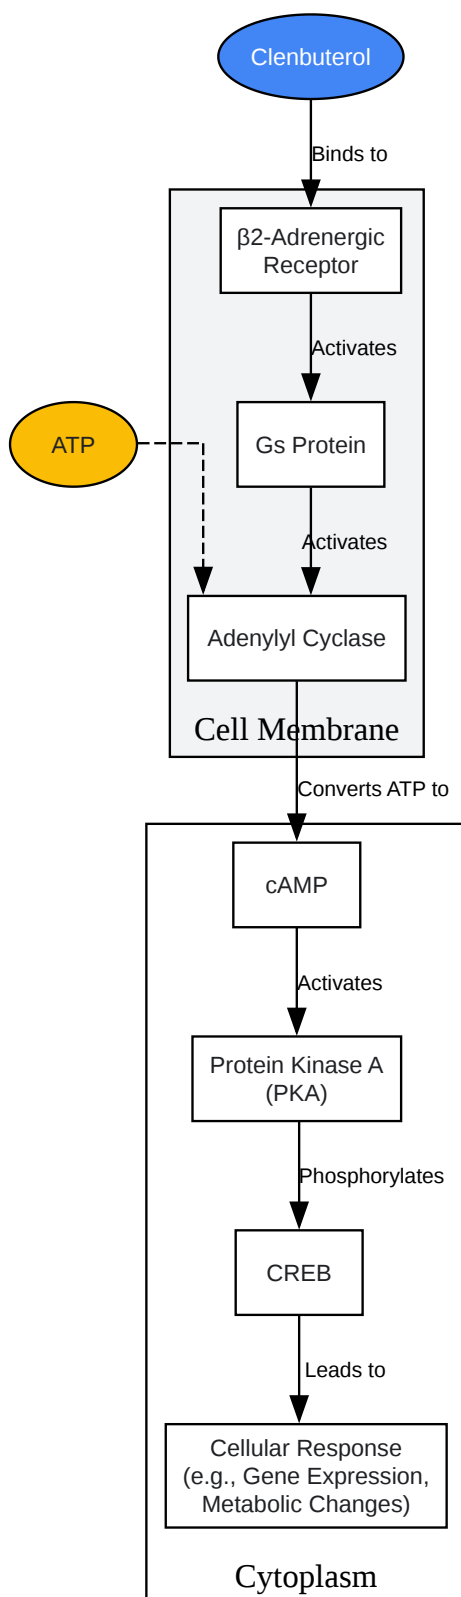 Clenbuterol
Binds to
β2-Adrenergic
Receptor
Activates
Gs Protein
ATP
Activates
Adenylyl Cyclase
Cell Membrane
Converts ATP to
cAMP
Activates
Protein Kinase A
(PKA)
Phosphorylates
CREB
Leads to
Cellular Response
(e.g., Gene Expression,
Metabolic Changes)
Cytoplasm